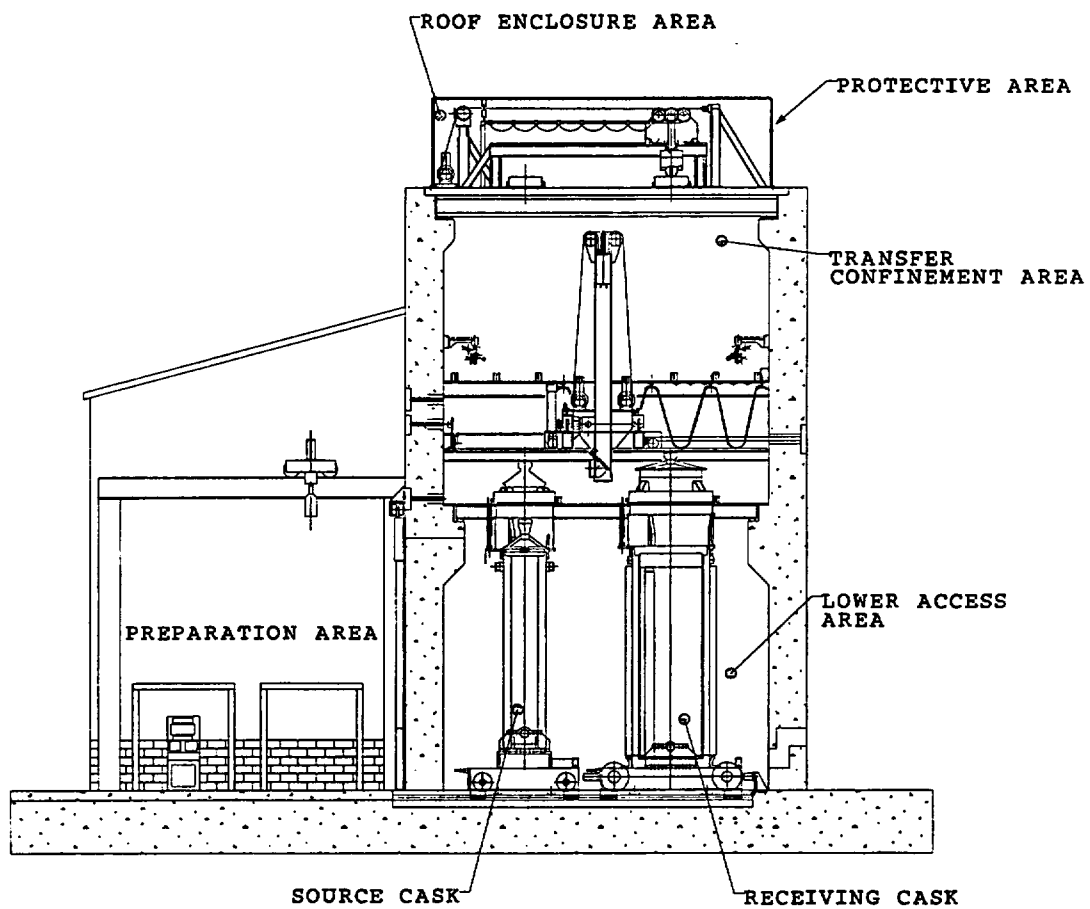 ROOF ENCLOSURE AREA
PROTECTIVE AREA
TRANSFER
CONFINEMENT AREA
LOWER ACCESS
AREA
PREPARATION AREA
SOURCE CASK
RECEIVING CASK